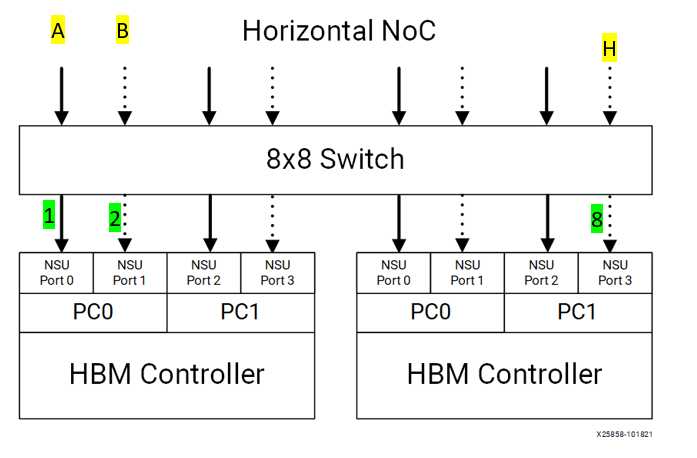 A B Horizontal NoC H
8x8 Switch
1 2 8
NSU Port 0 NSU Port 1 NSU Port 2 NSU Port 3 NSU Port 0 NSU Port 1 NSU Port 2 NSU Port 3
PC0 PC1 PC0 PC1
HBM Controller HBM Controller
X25858-101821